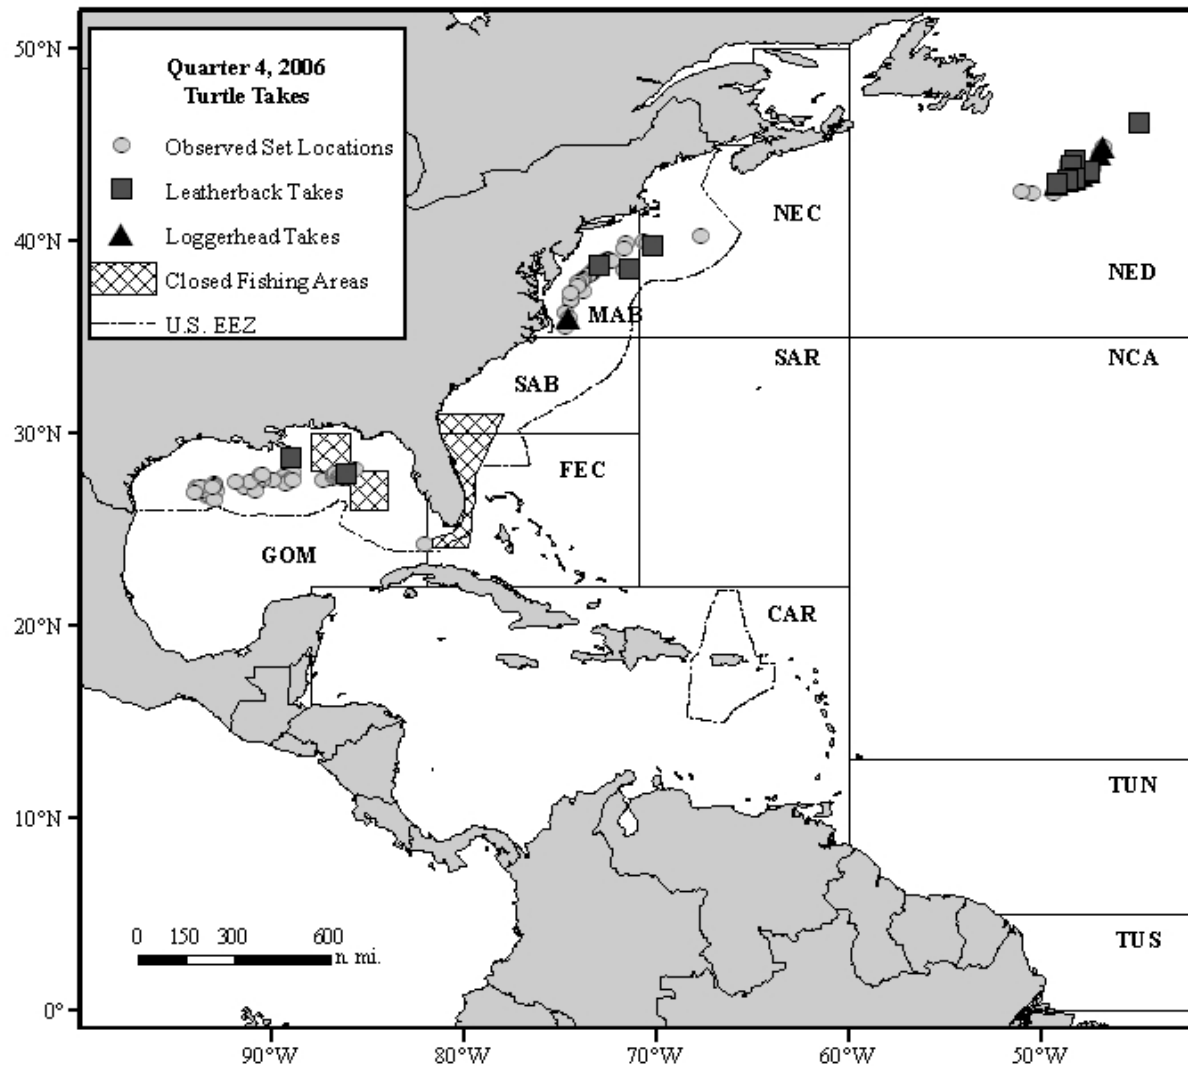 50°N
40°N
30°N
20°N
10°N
0°
Quarter 4, 2006
Turtle Takes
Observed Set Locations
Leatherback Takes
Loggerhead Takes
Closed Fishing Areas
U.S. EEZ
NEC
NED
MAB
SAR
NCA
SAB
FEC
GOM
CAR
TUN
TUS
0 150 300 600
n. mi.
90°W 80°W 70°W 60°W 50°W